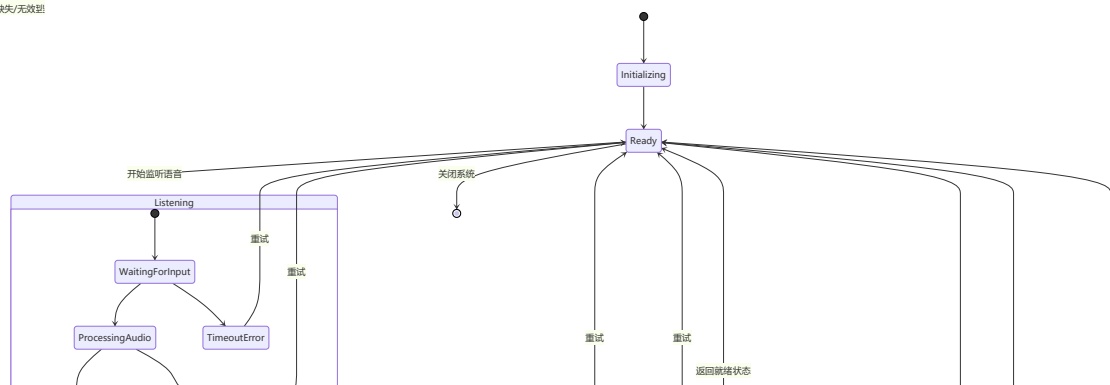 缺失/无效到
Initializing
Ready
开始监听语音
关闭系统
Listening
重试
WaitingForInput
重试
ProcessingAudio
TimeoutError
重试
重试
返回就绪状态